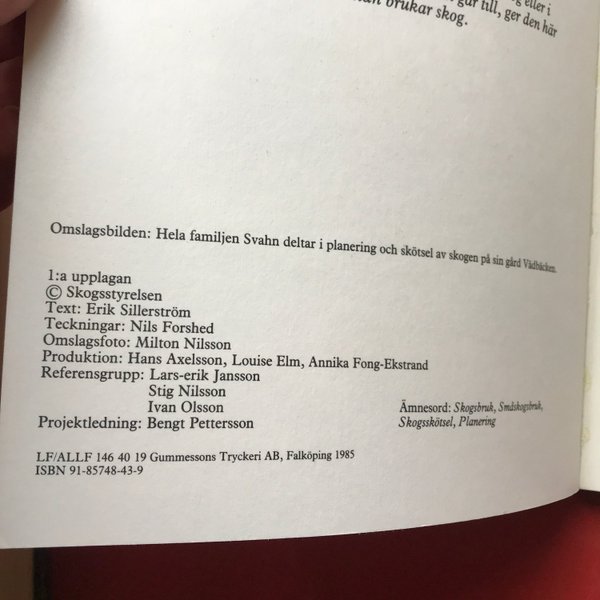 g eller i
går till, ger den här
man brukar skog.
Omslagsbilden: Hela familjen Svahn deltar i planering och skötsel av skogen på sin gård Vädbäcken.
1:a upplagan
© Skogsstyrelsen
Text: Erik Sillerström
Teckningar: Nils Forshed
Omslagsfoto: Milton Nilsson
Produktion: Hans Axelsson, Louise Elm, Annika Fong-Ekstrand
Referensgrupp: Lars-erik Jansson
Stig Nilsson
Ivan Olsson
Projektledning: Bengt Pettersson
Ämnesord: Skogsbruk, Småskogsbruk,
Skogsskötsel, Planering
LF/ALLF 146 40 19 Gummessons Tryckeri AB, Falköping 1985
ISBN 91-85748-43-9